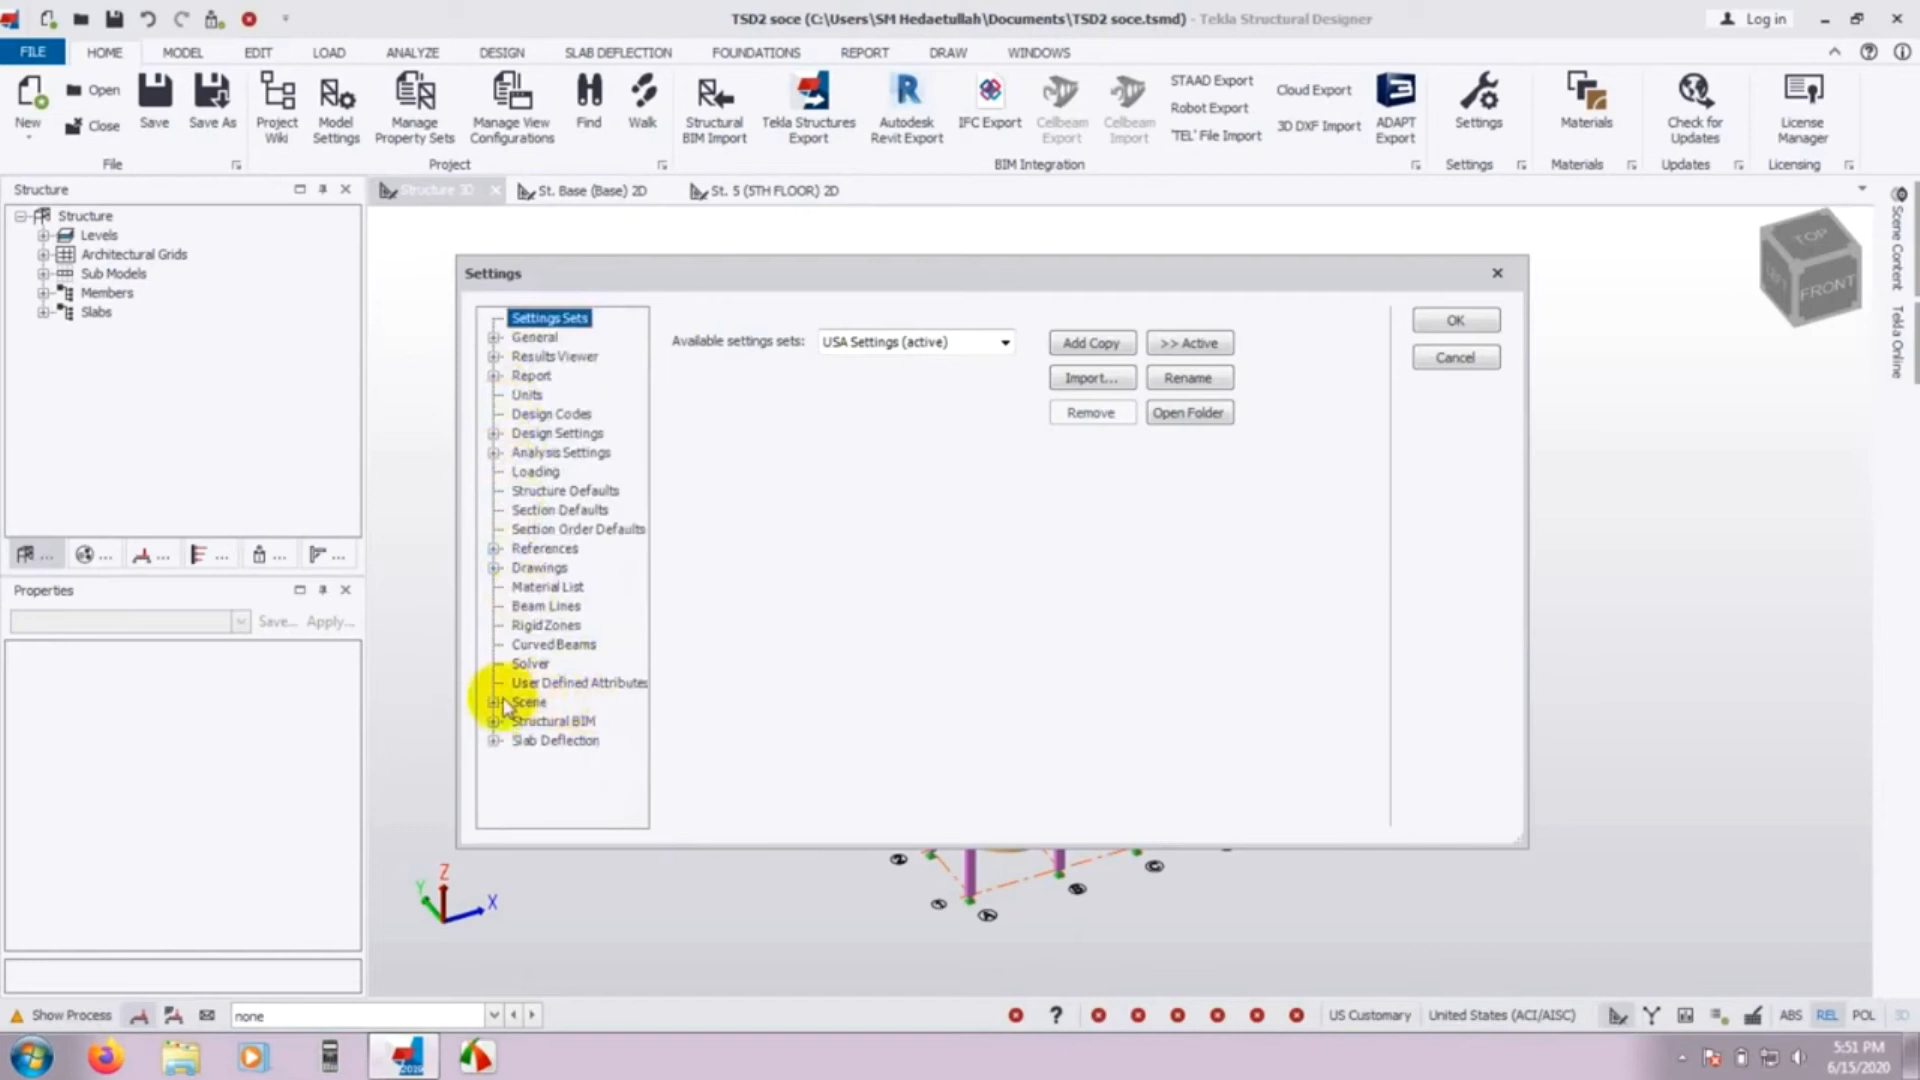 TSD2 soce (C:\Users\SM Hedaetullah\Documents\TSD2 soce.tsmd) - Tekla Structural Designer
Log in
FILE HOME MODEL EDIT LOAD ANALYZE DESIGN SLAB DEFLECTION FOUNDATIONS REPORT DRAW WINDOWS
New
Open
Close
Save
Save As
Project Wiki
Model Settings
Manage Property Sets
Manage View Configurations
Find
Walk
Structural BIM Import
Tekla Structures Export
Autodesk Revit Export
IFC Export
Cellbeam Export
Cellbeam Import
STAAD Export
Robot Export
'TEL' File Import
Cloud Export
3D DXF Import
ADAPT Export
Settings
Materials
Check for Updates
License Manager
File
Project
BIM Integration
Settings
Materials
Updates
Licensing
Structure
Structure 3D
St. Base (Base) 2D
St. 5 (5TH FLOOR) 2D
Structure
Levels
Architectural Grids
Sub Models
Members
Slabs
Properties
Save... Apply...
Settings
Settings Sets
General
Results Viewer
Report
Units
Design Codes
Design Settings
Analysis Settings
Loading
Structure Defaults
Section Defaults
Section Order Defaults
References
Drawings
Material List
Beam Lines
Rigid Zones
Curved Beams
Solver
User Defined Attributes
Scene
Structural BIM
Slab Deflection
Available settings sets: USA Settings (active)
Add Copy >> Active
Import... Rename
Remove Open Folder
OK
Cancel
TOP
LEFT
FRONT
Scene Content
Tekla Online
Z
Y
X
Show Process
none
US Customary
United States (ACI/AISC)
ABS REL POL 3D
2019
5:51 PM
6/15/2020